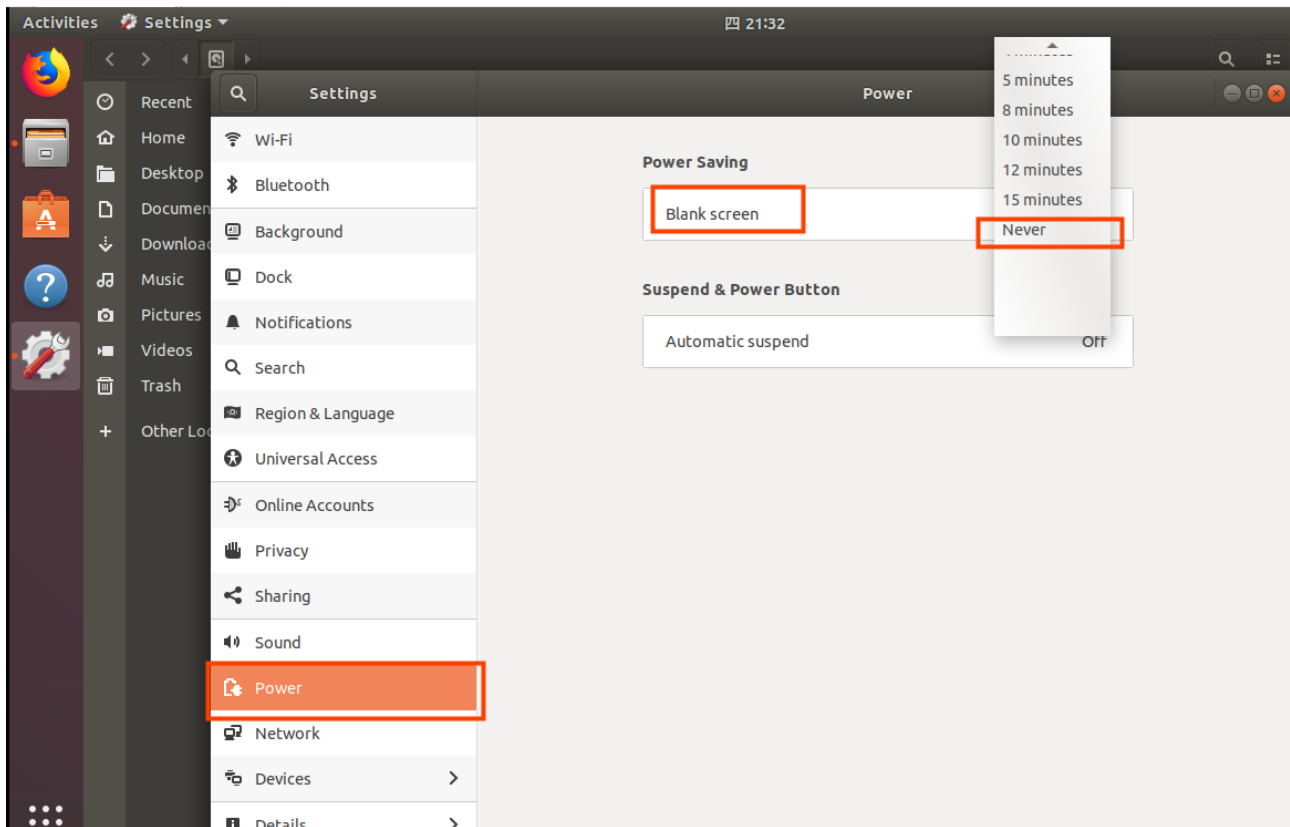 Activities Settings
四 21:32
Recent
Home
Desktop
Documen
Downloa
Music
Pictures
Videos
Trash
Other Loc
Settings
Wi-Fi
Bluetooth
Background
Dock
Notifications
Search
Region & Language
Universal Access
Online Accounts
Privacy
Sharing
Sound
Power
Network
Devices
Details
Power
Power Saving
Blank screen
5 minutes
8 minutes
10 minutes
12 minutes
15 minutes
Never
Suspend & Power Button
Automatic suspend Off